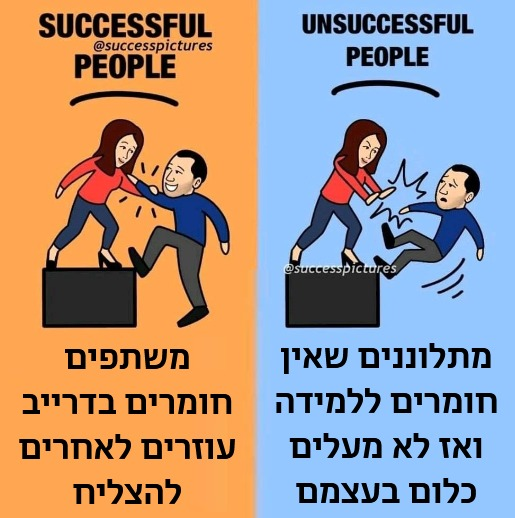 SUCCESSFUL
@successpictures
PEOPLE
משתפים
חומרים בדרייב
עוזרים לאחרים
להצליח
UNSUCCESSFUL
PEOPLE
@successpictures
מתלוננים שאין
חומרים ללמידה
ואז לא מעלים
כלום בעצמם